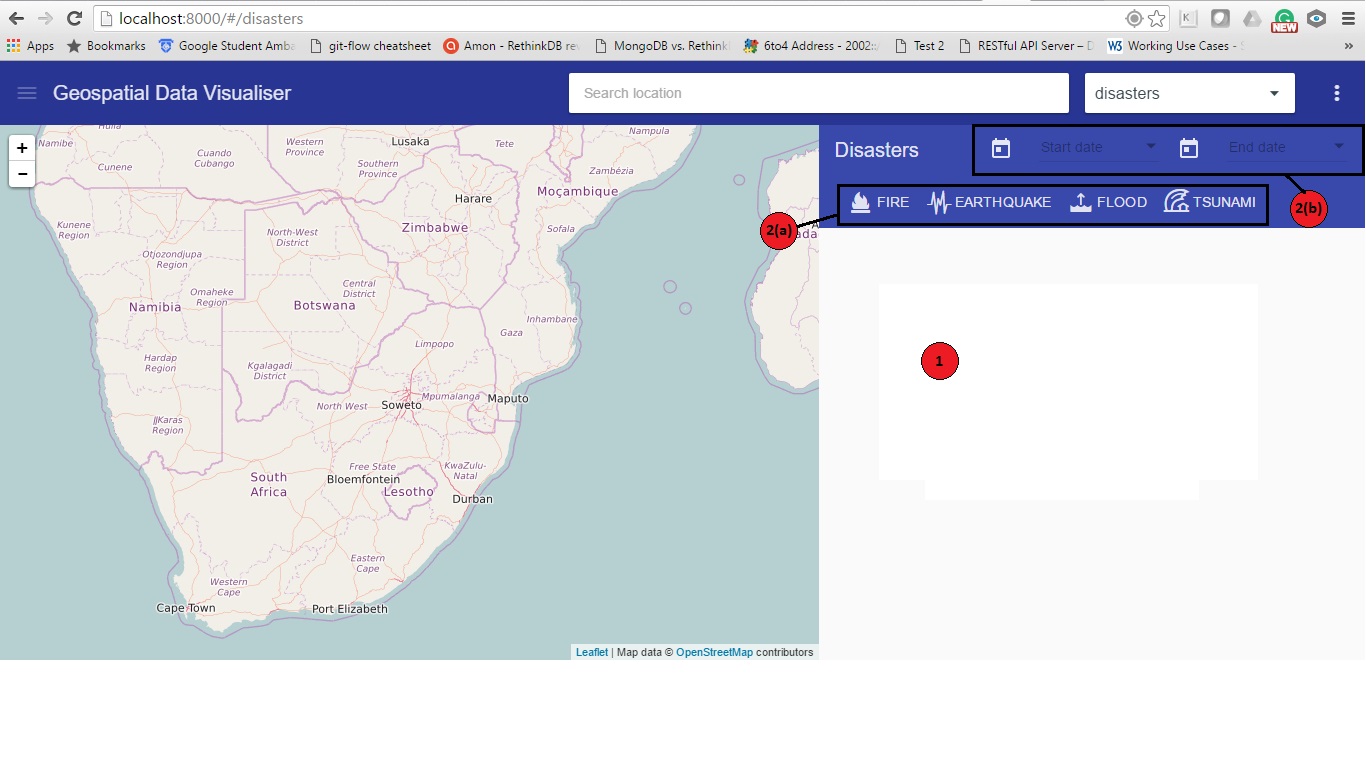 localhost:8000/#/disasters
NEW
Apps
Bookmarks
Google Student Amba
git-flow cheatsheet
Amon - RethinkDB re
MongoDB vs. Rethink
6to4 Address - 2002::
Test 2
RESTful API Server – D
W3
Working Use Cases -
»
Geospatial Data Visualiser
Search location
disasters
+
−
Huila
Namibe
Cunene
Cuando
Cubango
Western
Province
Lusaka
Southern
Province
Tete
Nampula
Zambézia
Moçambique
Harare
Zimbabwe
Sofala
Kunene
Region
Otjozondjupa
Region
Omaheke
Region
Namibia
North-West
District
Central
District
Botswana
Inhambane
Gaza
Limpopo
Hardap
Region
Kgalagadi
District
North West
Soweto
Mpumalanga
Maputo
||Karas
Region
South
Africa
Free State
Bloemfontein
Lesotho
KwaZulu-
Natal
Durban
Eastern
Cape
Western
Cape
Cape Town
Port Elizabeth
Leaflet | Map data © OpenStreetMap contributors
Disasters
Start date
End date
FIRE
EARTHQUAKE
FLOOD
TSUNAMI
2(a)
2(b)
1